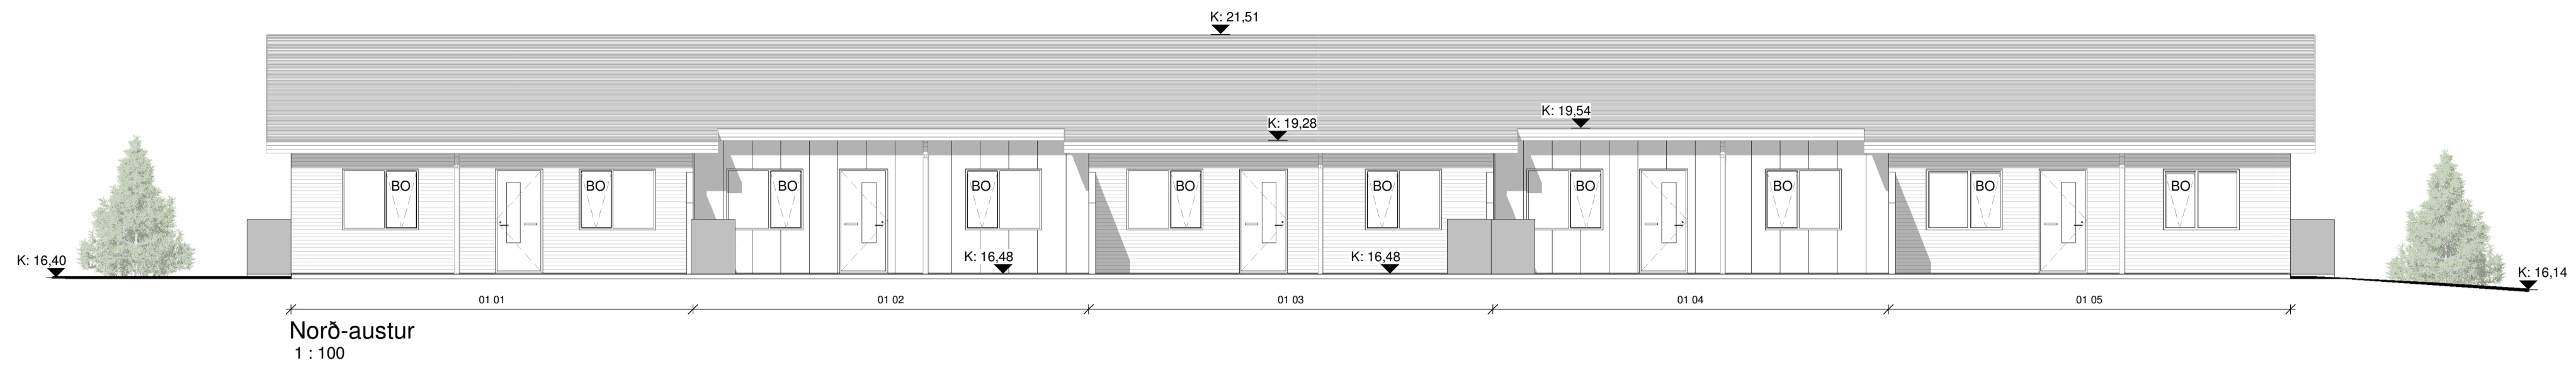 K: 21,51
K: 19,54
K: 19,28
BO BO BO BO BO BO BO BO BO BO
K: 16,40 K: 16,48 K: 16,48 K: 16,14
01 01 01 02 01 03 01 04 01 05
Norð-austur
1 : 100